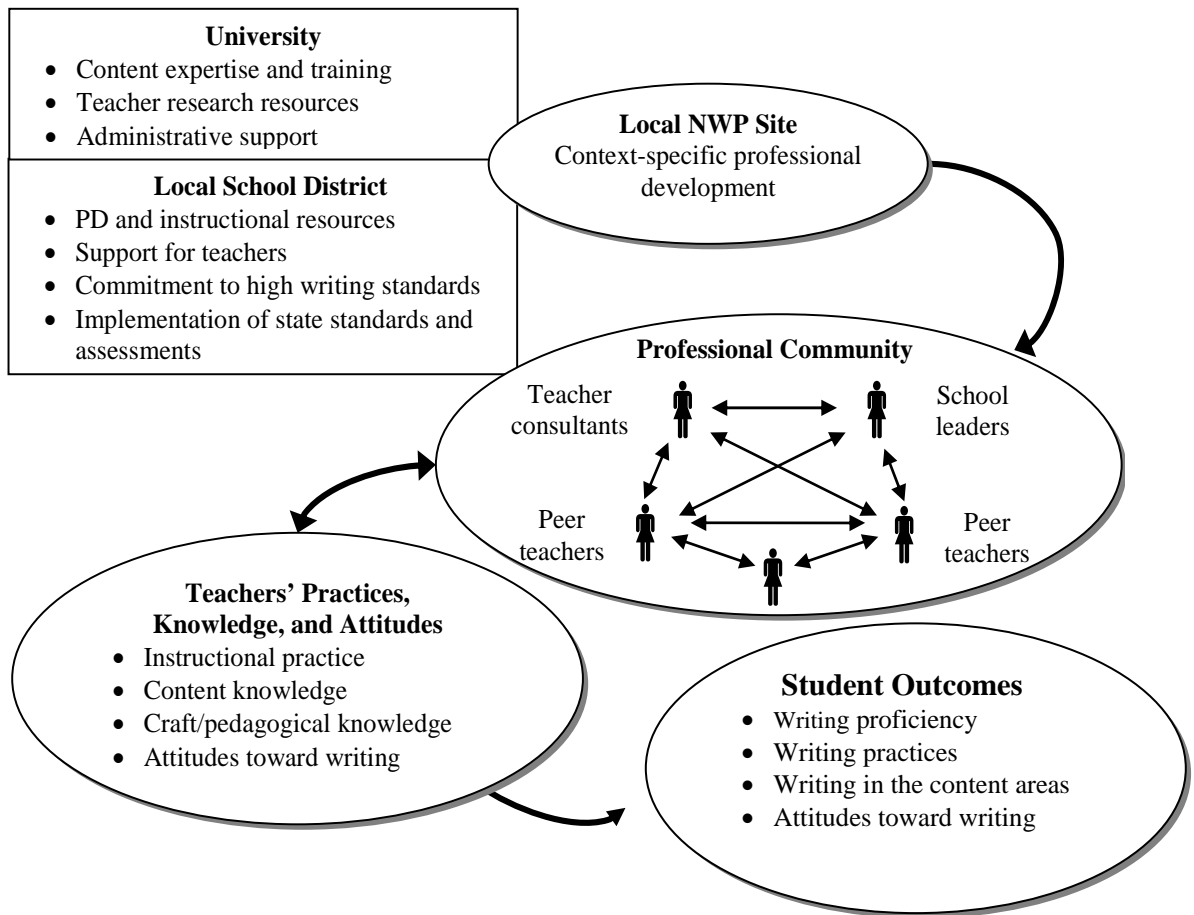 University
• Content expertise and training
• Teacher research resources
• Administrative support
Local School District
• PD and instructional resources
• Support for teachers
• Commitment to high writing standards
• Implementation of state standards and
assessments
Local NWP Site
Context-specific professional
development
Professional Community
Teacher
consultants
School
leaders
Peer
teachers
Peer
teachers
Teachers’ Practices,
Knowledge, and Attitudes
• Instructional practice
• Content knowledge
• Craft/pedagogical knowledge
• Attitudes toward writing
Student Outcomes
• Writing proficiency
• Writing practices
• Writing in the content areas
• Attitudes toward writing